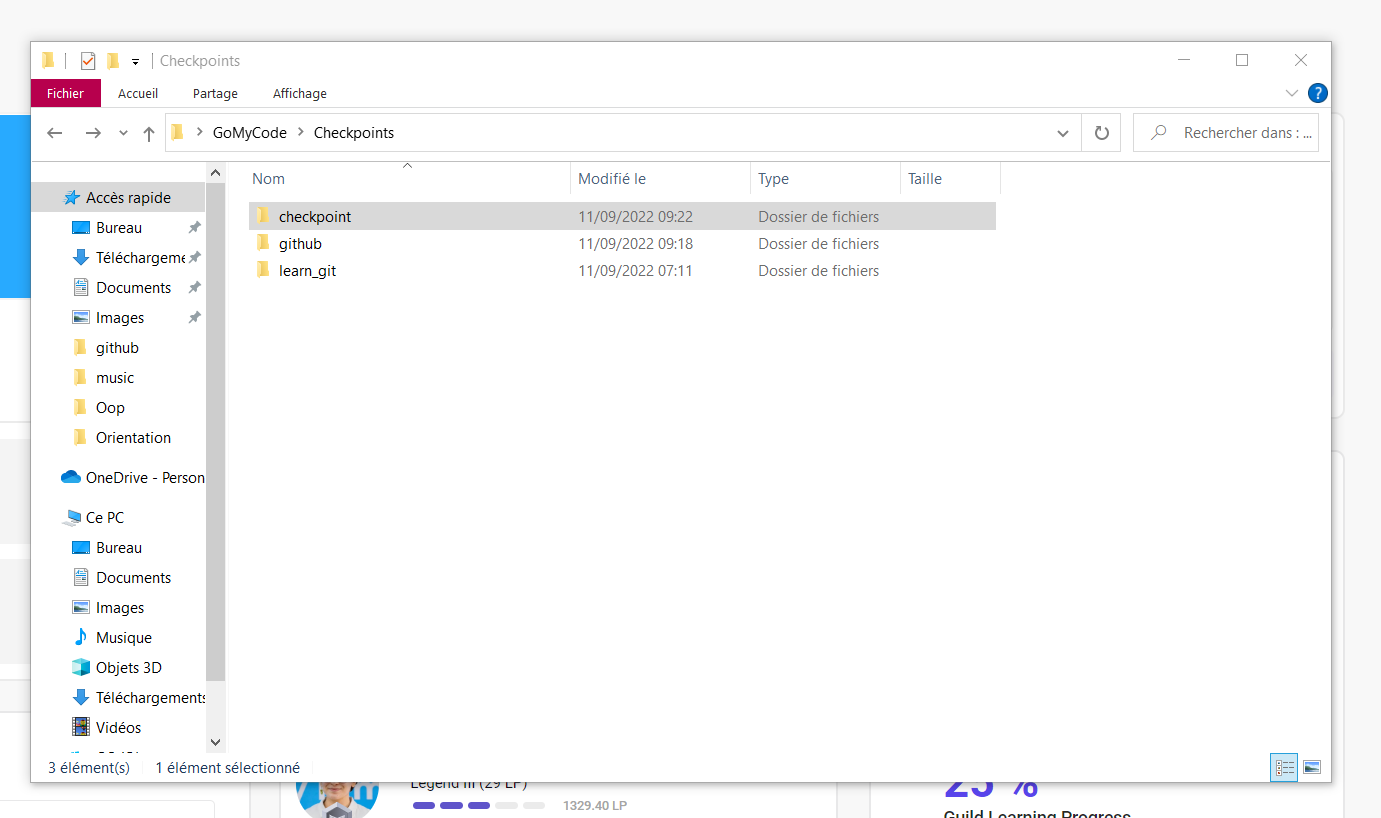 Checkpoints
Fichier Accueil Partage Affichage ?
GoMyCode Checkpoints Rechercher dans : ...
Nom Modifié le Type Taille
Accès rapide
Bureau
Téléchargeme
Documents
Images
github
music
Oop
Orientation
OneDrive - Person
Ce PC
Bureau
Documents
Images
Musique
Objets 3D
Téléchargements
Vidéos
checkpoint 11/09/2022 09:22 Dossier de fichiers
github 11/09/2022 09:18 Dossier de fichiers
learn_git 11/09/2022 07:11 Dossier de fichiers
3 élément(s) 1 élément sélectionné
Legend III (29 LP)
1329.40 LP
25 %
Guild Learning Progress